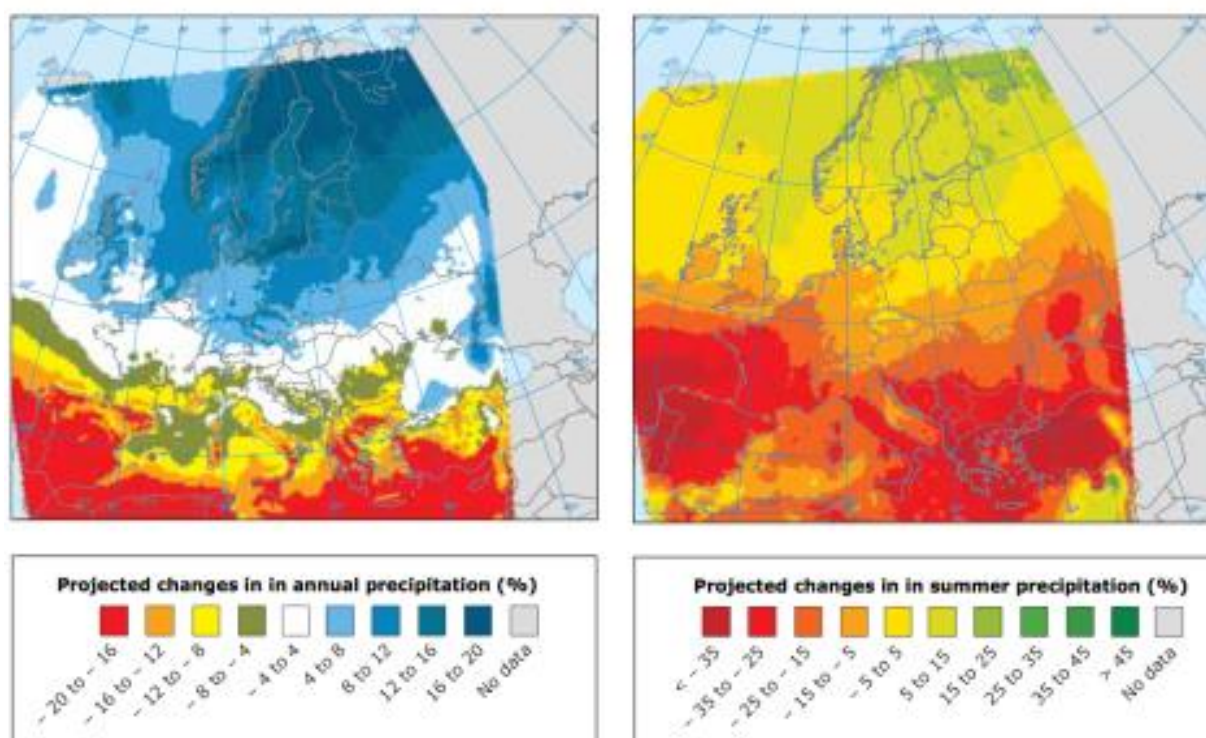 Projected changes in in annual precipitation (%)
– 20 to – 16
– 16 to – 12
– 12 to – 8
– 8 to – 4
– 4 to 4
4 to 8
8 to 12
12 to 16
16 to 20
No data
Projected changes in in summer precipitation (%)
< – 35
– 35 to – 25
– 25 to – 15
– 15 to – 5
– 5 to 5
5 to 15
15 to 25
25 to 35
35 to 45
> 45
No data